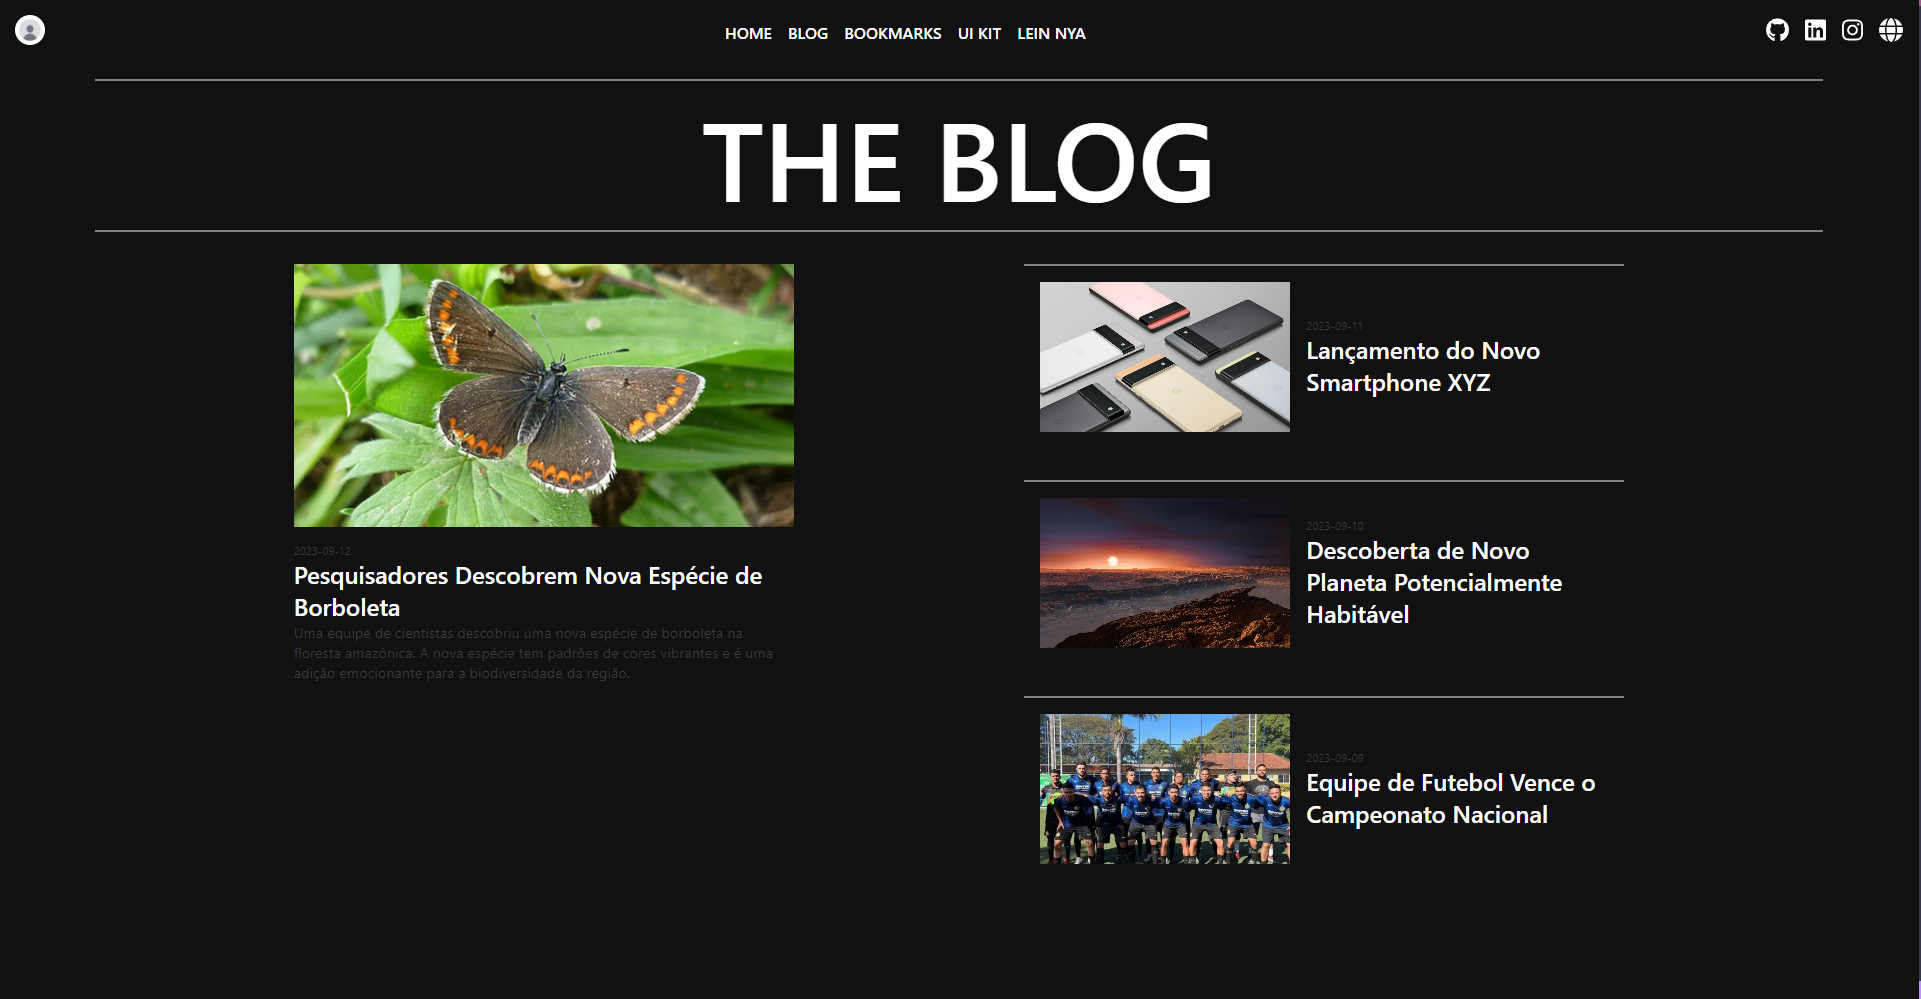 HOME BLOG BOOKMARKS UI KIT LEIN NYA
THE BLOG
2023-09-12
Pesquisadores Descobrem Nova Espécie de
Borboleta
Uma equipe de cientistas descobriu uma nova espécie de borboleta na
floresta amazônica. A nova espécie tem padrões de cores vibrantes e é uma
adição emocionante para a biodiversidade da região.
2023-09-11
Lançamento do Novo
Smartphone XYZ
2023-09-10
Descoberta de Novo
Planeta Potencialmente
Habitável
2023-09-09
Equipe de Futebol Vence o
Campeonato Nacional